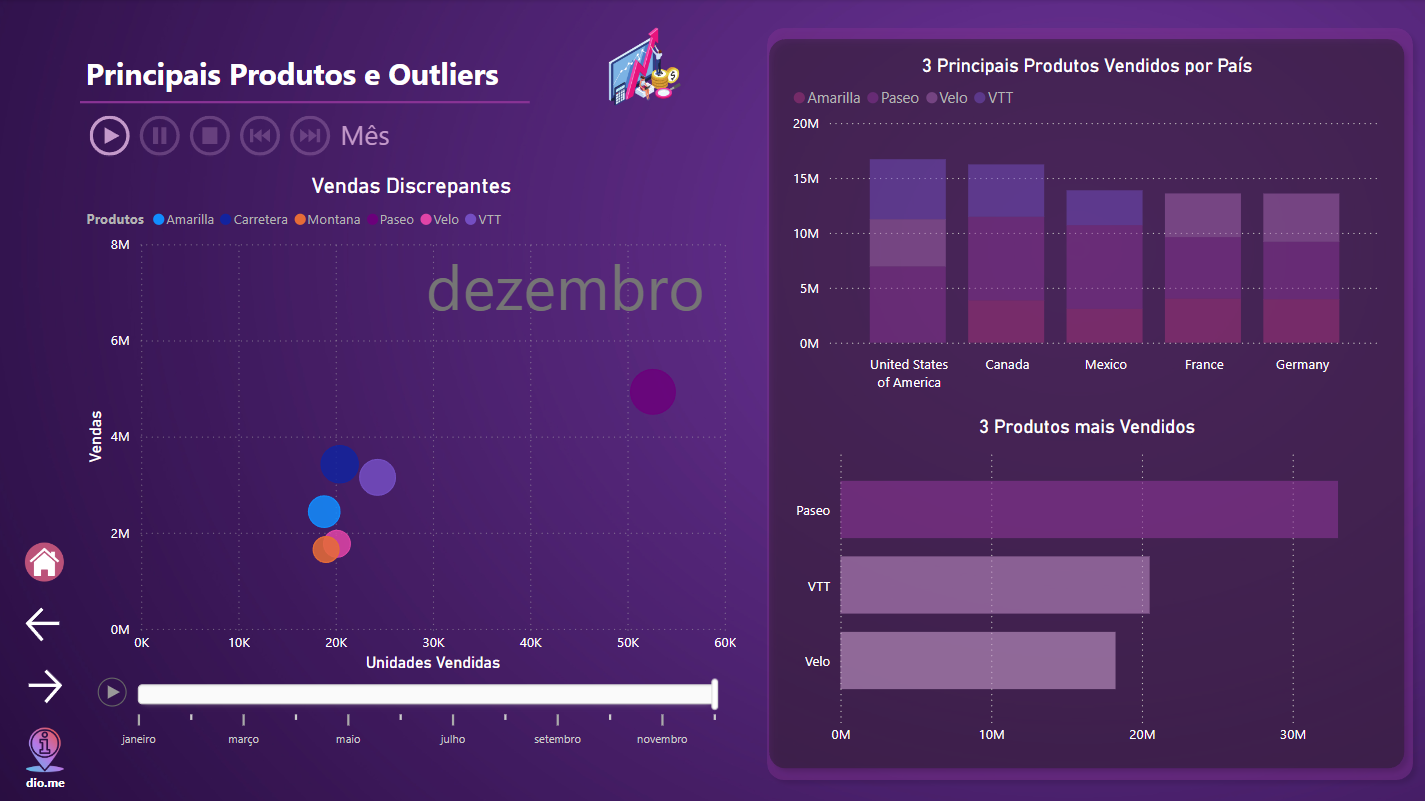 Principais Produtos e Outliers
Mês
Vendas Discrepantes
Produtos Amarilla Carretera Montana Paseo Velo VTT
8M
6M
4M
2M
0M
Vendas
dezembro
0K 10K 20K 30K 40K 50K 60K
Unidades Vendidas
janeiro março maio julho setembro novembro
dio.me
3 Principais Produtos Vendidos por País
Amarilla Paseo Velo VTT
20M
15M
10M
5M
0M
United States
of America
Canada
Mexico
France
Germany
3 Produtos mais Vendidos
Paseo
VTT
Velo
0M 10M 20M 30M